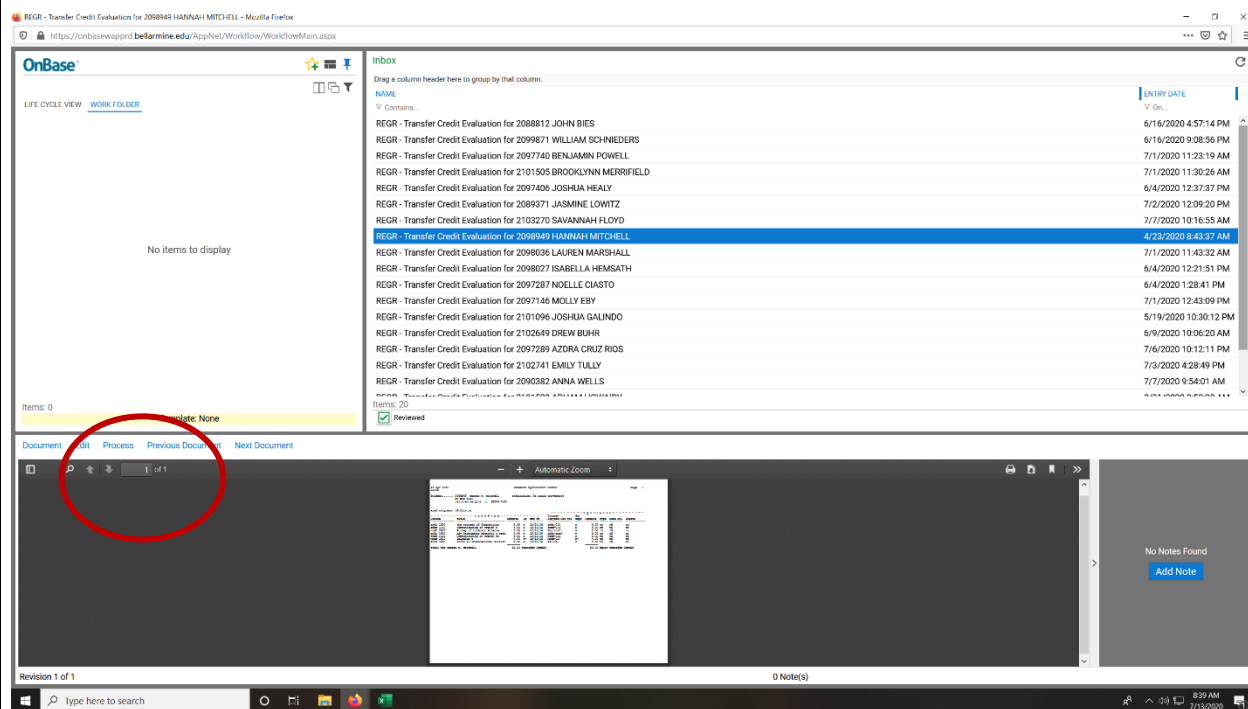 REGR - Transfer Credit Evaluation for 2098949 HANNAH MITCHELL - Mozilla Firefox
https://onbasewapprd.bellarmine.edu/AppNet/Workflow/WorkflowMain.aspx
OnBase
LIFE CYCLE VIEW WORK FOLDER
No items to display
Items: 0
Template: None
Inbox
Drag a column header here to group by that column.
NAME ENTRY DATE
Contains... On...
REGR - Transfer Credit Evaluation for 2088812 JOHN BIES 6/16/2020 4:57:14 PM
REGR - Transfer Credit Evaluation for 2099871 WILLIAM SCHNIEDERS 6/16/2020 9:08:56 PM
REGR - Transfer Credit Evaluation for 2097740 BENJAMIN POWELL 7/1/2020 11:23:19 AM
REGR - Transfer Credit Evaluation for 2101505 BROOKLYNN MERRIFIELD 7/1/2020 11:30:26 AM
REGR - Transfer Credit Evaluation for 2097406 JOSHUA HEALY 6/4/2020 12:37:37 PM
REGR - Transfer Credit Evaluation for 2089371 JASMINE LOWITZ 7/2/2020 12:09:20 PM
REGR - Transfer Credit Evaluation for 2103270 SAVANNAH FLOYD 7/7/2020 10:16:55 AM
REGR - Transfer Credit Evaluation for 2098949 HANNAH MITCHELL 4/23/2020 8:43:37 AM
REGR - Transfer Credit Evaluation for 2098036 LAUREN MARSHALL 7/1/2020 11:43:32 AM
REGR - Transfer Credit Evaluation for 2098027 ISABELLA HEMSATH 6/4/2020 12:21:51 PM
REGR - Transfer Credit Evaluation for 2097287 NOELLE CIASTO 6/4/2020 1:28:41 PM
REGR - Transfer Credit Evaluation for 2097146 MOLLY EBY 7/1/2020 12:43:09 PM
REGR - Transfer Credit Evaluation for 2101096 JOSHUA GALINDO 5/19/2020 10:30:12 PM
REGR - Transfer Credit Evaluation for 2102649 DREW BUHR 6/9/2020 10:06:20 AM
REGR - Transfer Credit Evaluation for 2097289 AZDRA CRUZ RIOS 7/6/2020 10:12:11 PM
REGR - Transfer Credit Evaluation for 2102741 EMILY TULLY 7/3/2020 4:28:49 PM
REGR - Transfer Credit Evaluation for 2090382 ANNA WELLS 7/7/2020 9:54:01 AM
Items: 20
Reviewed
Document Edit Process Previous Document Next Document
1 of 1
Automatic Zoom
No Notes Found
Add Note
Revision 1 of 1
0 Note(s)
Type here to search
8:39 AM
7/13/2020